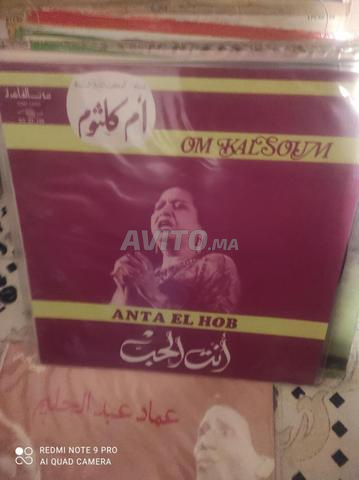 أم كلثوم
OM KALSOUM
AVITO.MA
ANTA EL HOB
أنت الحب
عماد عبد الحليم
REDMI NOTE 9 PRO
AI QUAD CAMERA